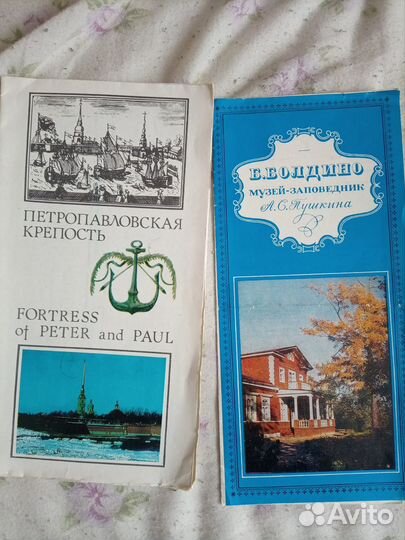 ПЕТРОПАВЛОВСКАЯ
КРЕПОСТЬ
FORTRESS
of PETER and PAUL
Б.БОЛДИНО
МУЗЕЙ-ЗАПОВЕДНИК
А.С.Пушкина
Avito